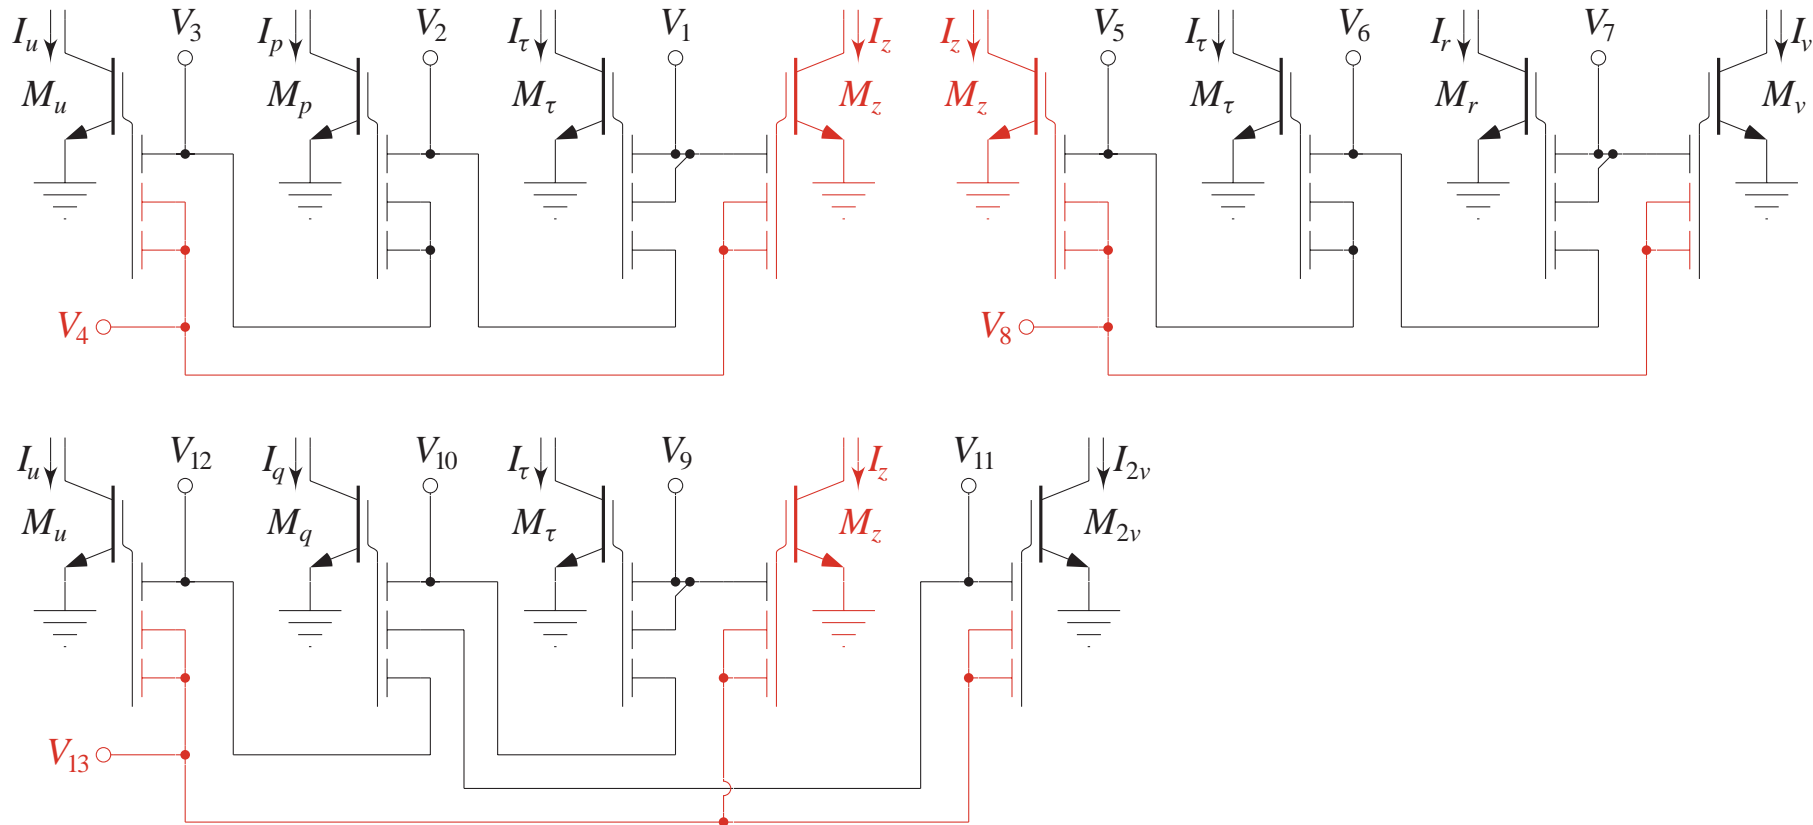 I_u V_3 I_p V_2 I_τ V_1 I_z I_z V_5 I_τ V_6 I_r V_7 I_v
M_u M_p M_τ M_z M_z M_τ M_r M_v
V_4 V_8
I_u V_12 I_q V_10 I_τ V_9 I_z V_11 I_2v
M_u M_q M_τ M_z M_2v
V_13